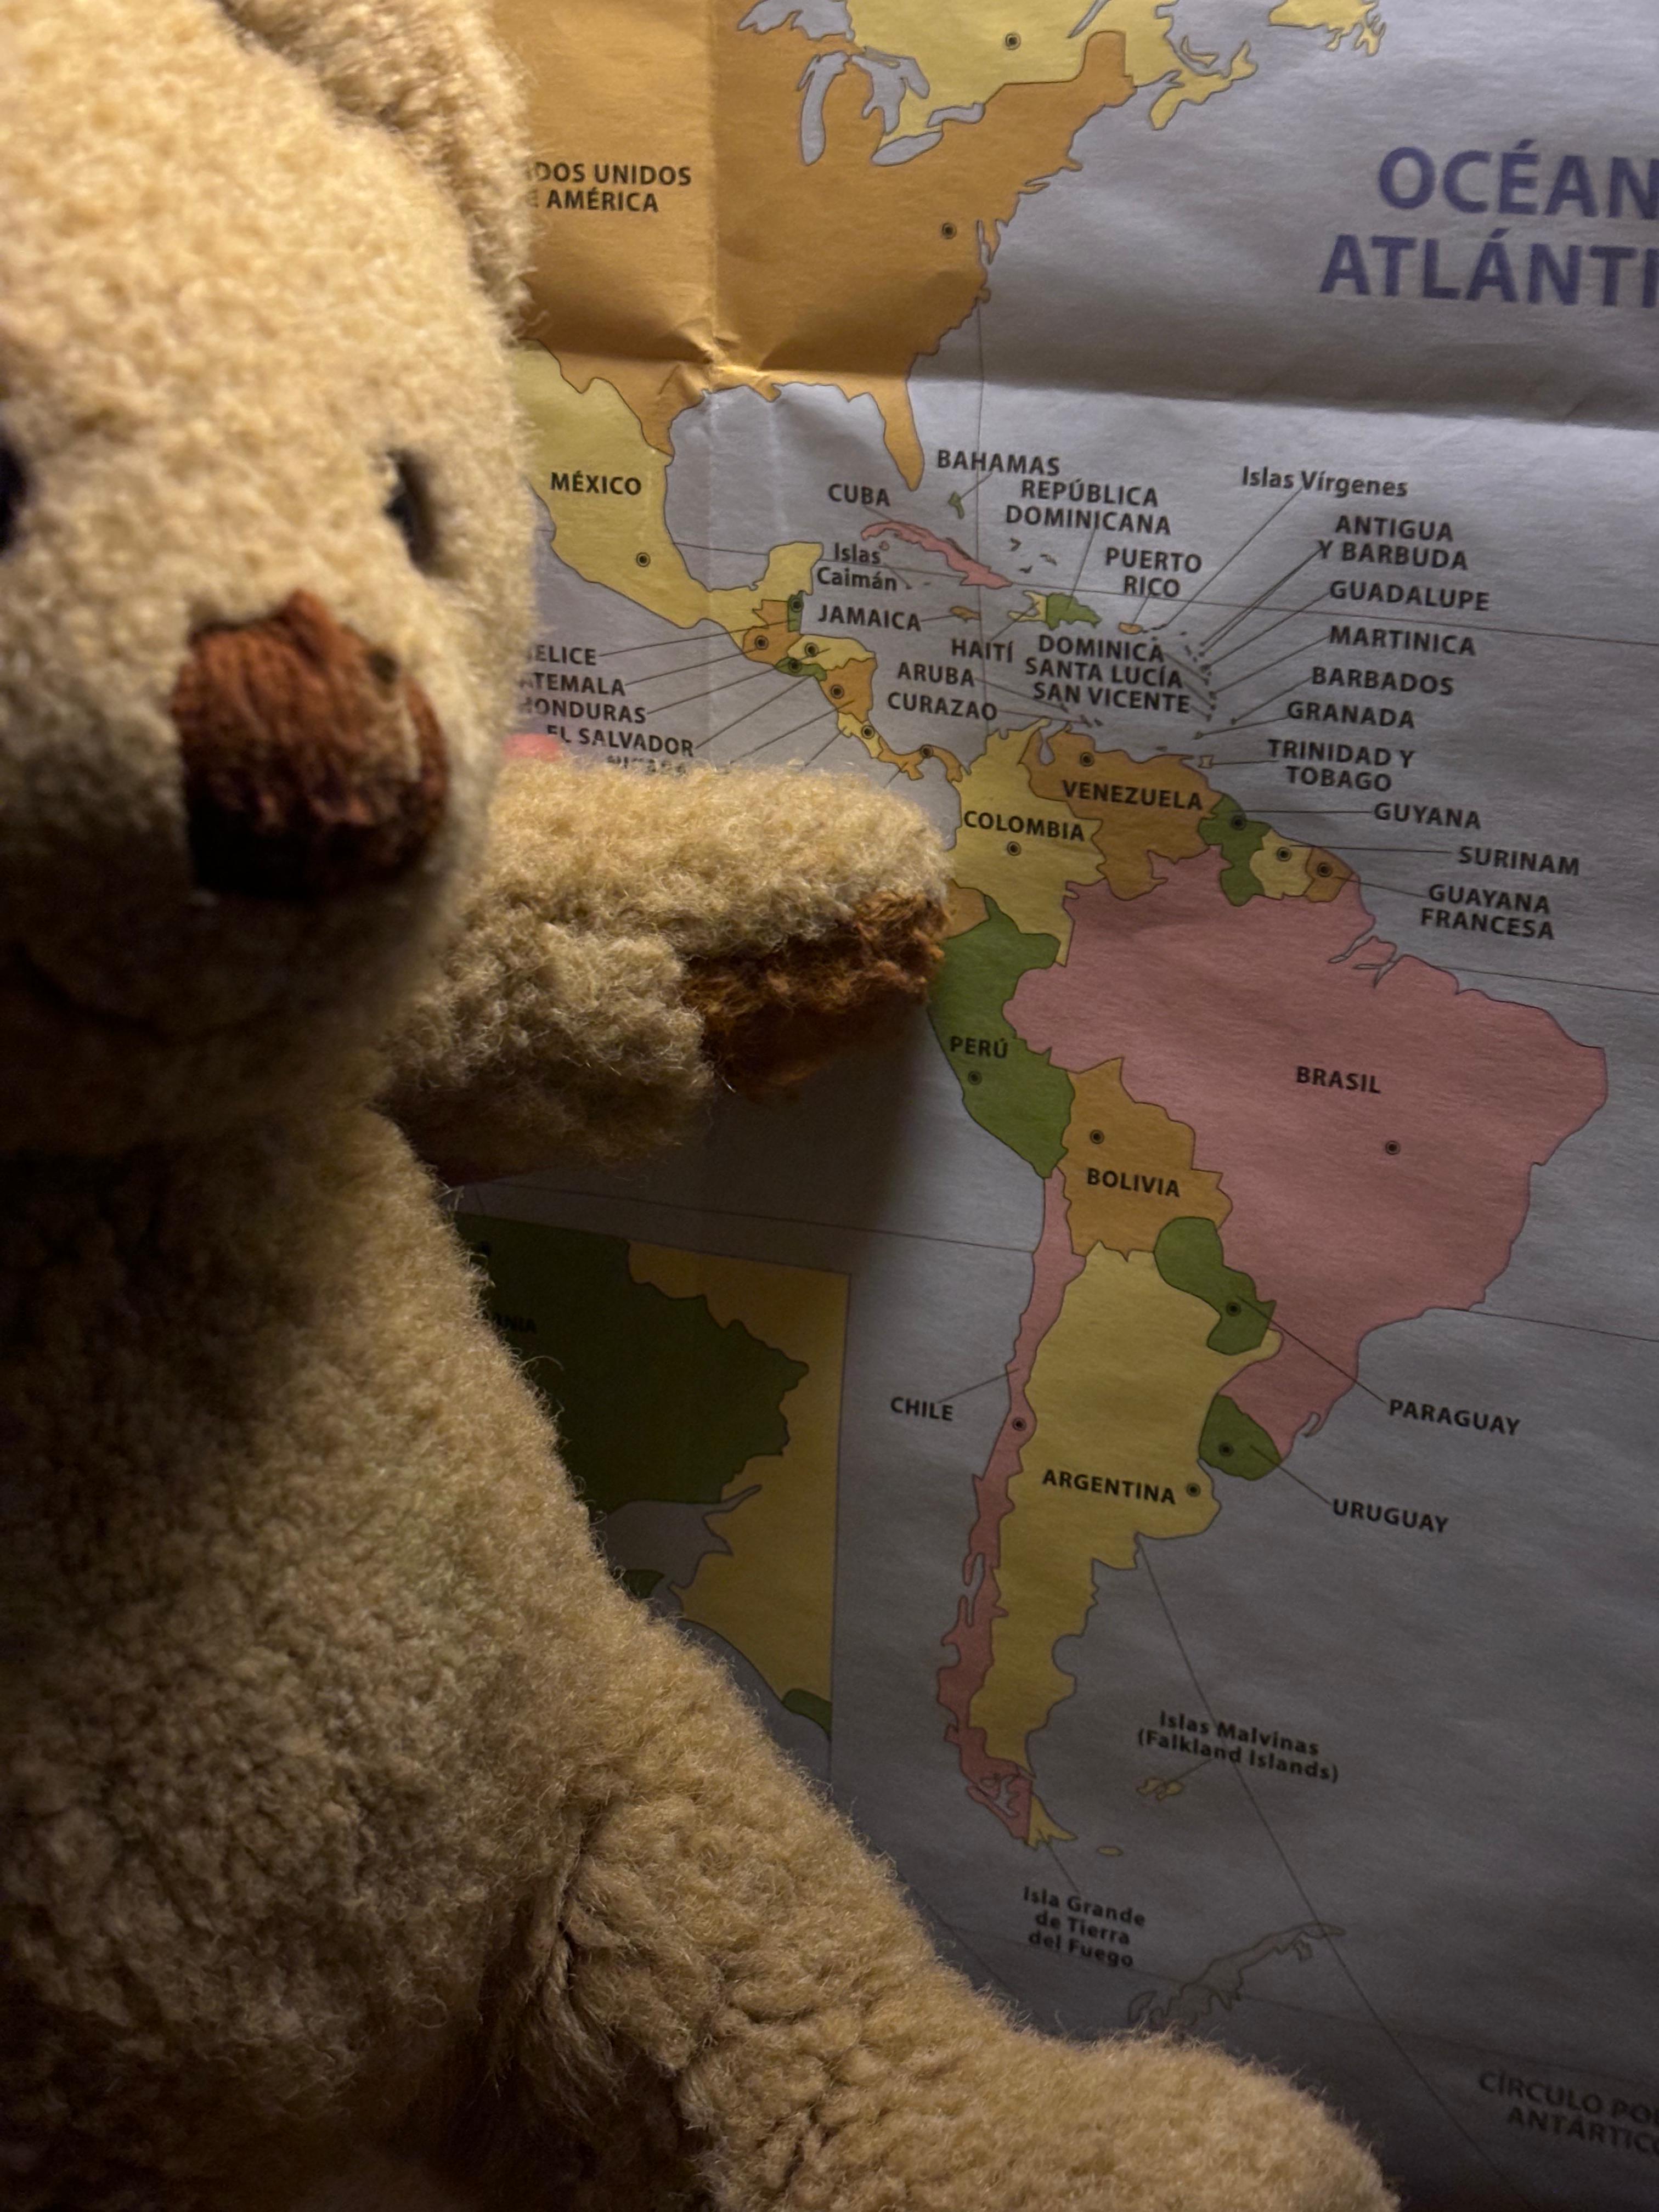 DOS UNIDOS
E AMÉRICA
OCÉAN
ATLÁNTI
MÉXICO
BAHAMAS
CUBA
REPÚBLICA
DOMINICANA
Islas Vírgenes
ANTIGUA
Y BARBUDA
Islas
Caimán
PUERTO
RICO
GUADALUPE
JAMAICA
MARTINICA
HAITÍ
DOMINICA
ELICE
ARUBA
SANTA LUCÍA
BARBADOS
TEMALA
SAN VICENTE
CURAZAO
GRANADA
HONDURAS
EL SALVADOR
TRINIDAD Y
TOBAGO
VENEZUELA
GUYANA
COLOMBIA
SURINAM
GUAYANA
FRANCESA
PERÚ
BRASIL
BOLIVIA
CHILE
PARAGUAY
ARGENTINA
URUGUAY
Islas Malvinas
(Falkland Islands)
Isla Grande
de Tierra
del Fuego
CÍRCULO PO
ANTÁRTIC